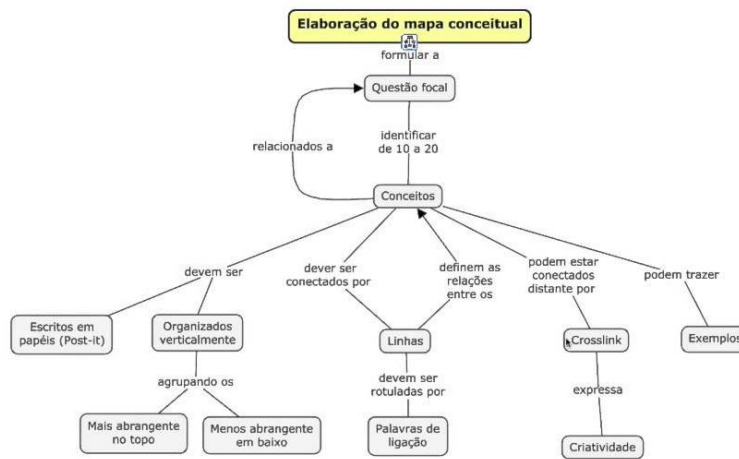 Elaboração do mapa conceitual
formular a
Questão focal
relacionados a
identificar
de 10 a 20
Conceitos
devem ser
dever ser
conectados por
definem as
relações
entre os
podem estar
conectados
distante por
podem trazer
Escritos em
papéis (Post-it)
Organizados
verticalmente
Linhas
Crosslink
Exemplos
agrupando os
devem ser
rotuladas por
expressa
Mais abrangente
no topo
Menos abrangente
em baixo
Palavras de
ligação
Criatividade